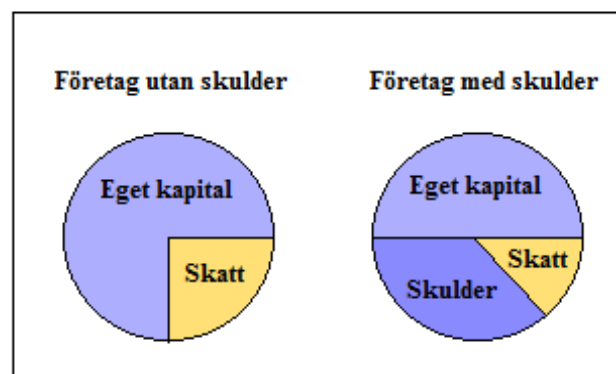 Företag utan skulder
Företag med skulder
Eget kapital
Skatt
Eget kapital
Skatt
Skulder